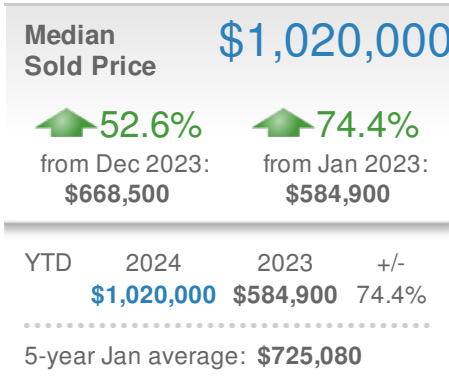 Median
Sold Price
$1,020,000
52.6%
from Dec 2023:
$668,500
74.4%
from Jan 2023:
$584,900
YTD 2024 2023 +/-
$1,020,000 $584,900 74.4%
5-year Jan average: $725,080